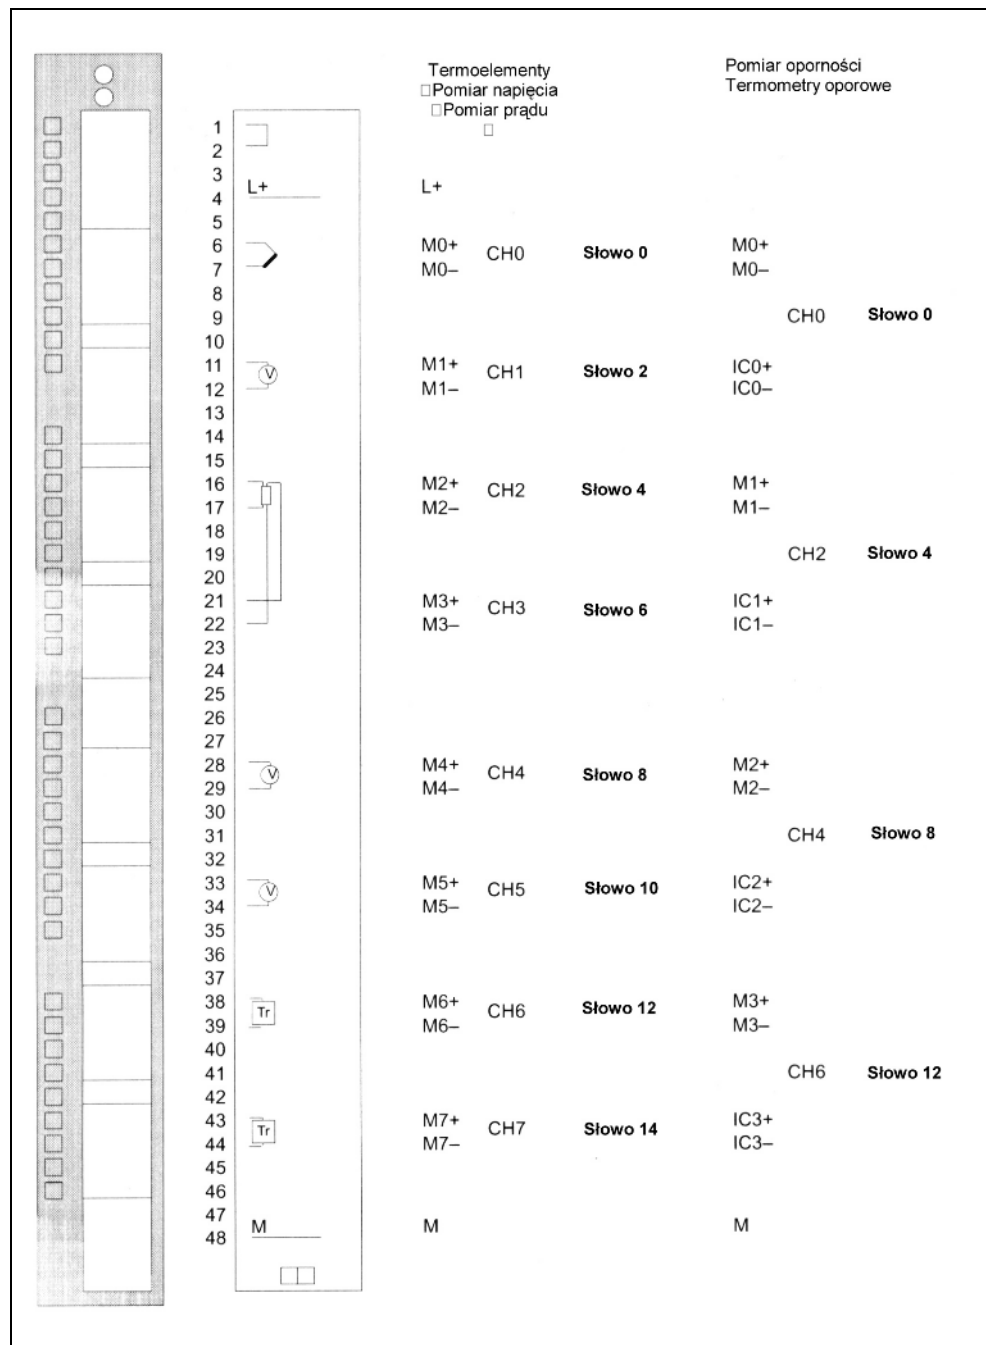 Termoelementy
Pomiar napięcia
Pomiar prądu
Pomiar oporności
Termometry oporowe
1
2
3
L+ L+
4
5
6 M0+ CH0 Słowo 0 M0+
7 M0– M0–
8
9 CH0 Słowo 0
10
11 M1+ CH1 Słowo 2 IC0+
12 V M1– IC0–
13
14
15
16 M2+ CH2 Słowo 4 M1+
17 M2– M1–
18
19 CH2 Słowo 4
20
21 M3+ CH3 Słowo 6 IC1+
22 M3– IC1–
23
24
25
26
27
28 V M4+ CH4 Słowo 8 M2+
29 M4– M2–
30
31 CH4 Słowo 8
32
33 V M5+ CH5 Słowo 10 IC2+
34 M5– IC2–
35
36
37
38 Tr M6+ CH6 Słowo 12 M3+
39 M6– M3–
40
41 CH6 Słowo 12
42
43 Tr M7+ CH7 Słowo 14 IC3+
44 M7– IC3–
45
46
47 M M M
48